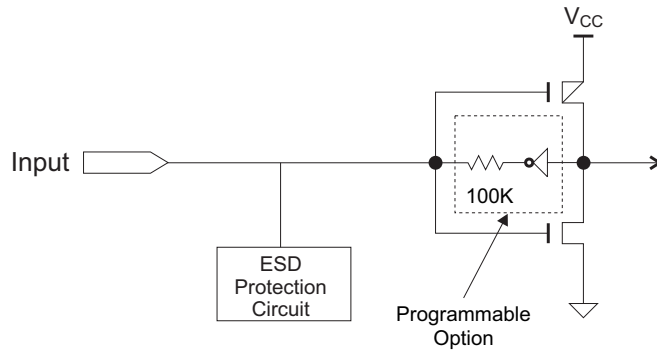 VCC
Input
100K
ESD
Protection
Circuit
Programmable
Option